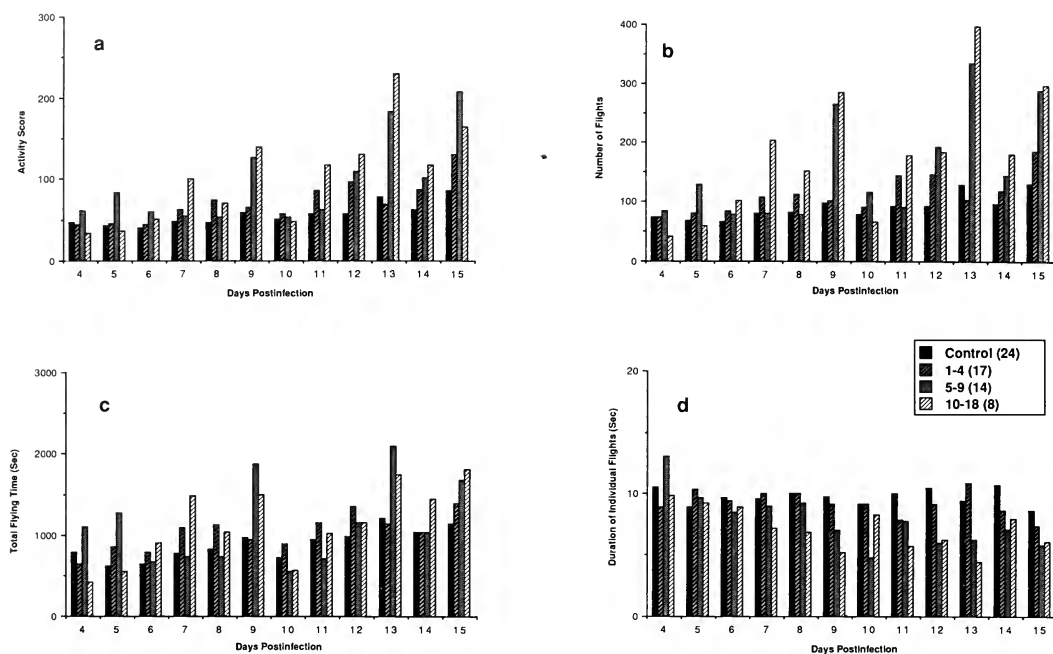 a
300
200
100
0
Activity Score
4 5 6 7 8 9 10 11 12 13 14 15
Days Postinfection
b
400
300
200
100
0
Number of Flights
4 5 6 7 8 9 10 11 12 13 14 15
Days Postinfection
c
3000
2000
1000
0
Total Flying Time (Sec)
4 5 6 7 8 9 10 11 12 13 14 15
Days Postinfection
Control (24)
1-4 (17)
5-9 (14)
10-18 (8)
d
20
10
0
Duration of Individual Flights (Sec)
4 5 6 7 8 9 10 11 12 13 14 15
Days Postinfection